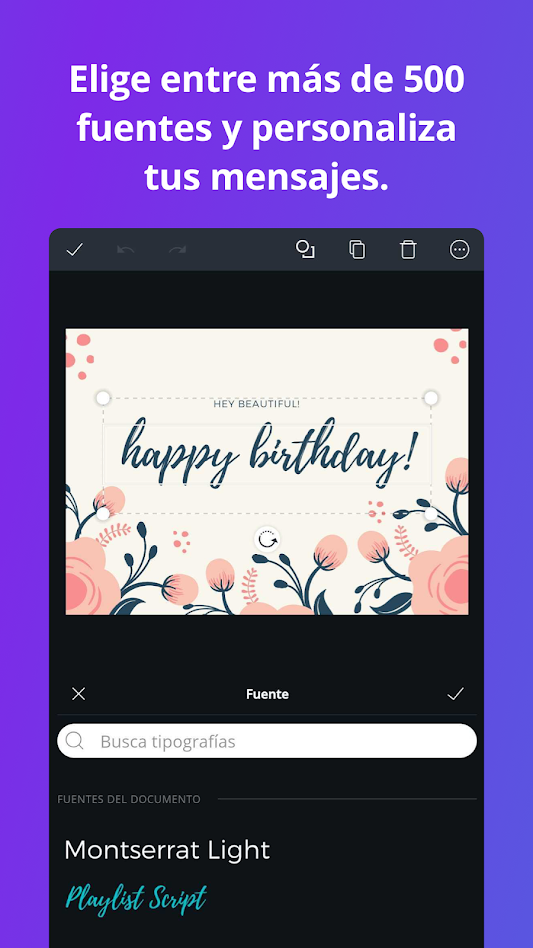 Elige entre más de 500
fuentes y personaliza
tus mensajes.
HEY BEAUTIFUL!
happy birthday!
Fuente
Busca tipografías
FUENTES DEL DOCUMENTO
Montserrat Light
Playlist Script